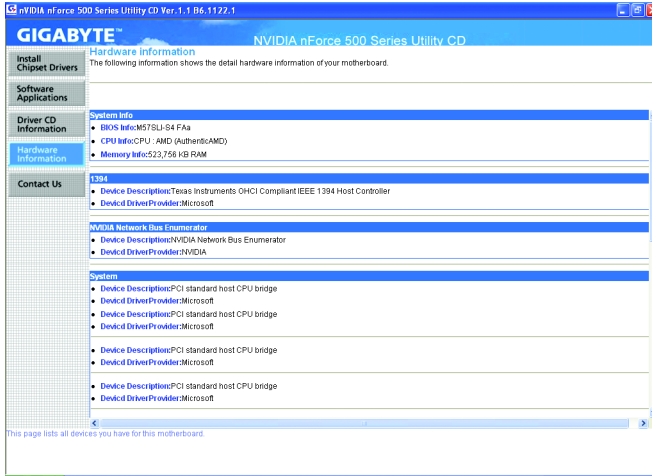 nVIDIA nForce 500 Series Utility CD Ver.1.1 B6.1122.1
GIGABYTE™
NVIDIA nForce 500 Series Utility CD
Install
Chipset Drivers
Software
Applications
Driver CD
Information
Hardware
Information
Contact Us
Hardware information
The following information shows the detail hardware information of your motherboard.
System Info
• BIOS Info:M57SLI-S4 FAa
• CPU Info:CPU : AMD (AuthenticAMD)
• Memory Info:523,756 KB RAM
1394
• Device Description:Texas Instruments OHCI Compliant IEEE 1394 Host Controller
• Devicd DriverProvider:Microsoft
NVIDIA Network Bus Enumerator
• Device Description:NVIDIA Network Bus Enumerator
• Devicd DriverProvider:NVIDIA
System
• Device Description:PCI standard host CPU bridge
• Devicd DriverProvider:Microsoft
• Device Description:PCI standard host CPU bridge
• Devicd DriverProvider:Microsoft
• Device Description:PCI standard host CPU bridge
• Devicd DriverProvider:Microsoft
• Device Description:PCI standard host CPU bridge
• Devicd DriverProvider:Microsoft
This page lists all devices you have for this motherboard.